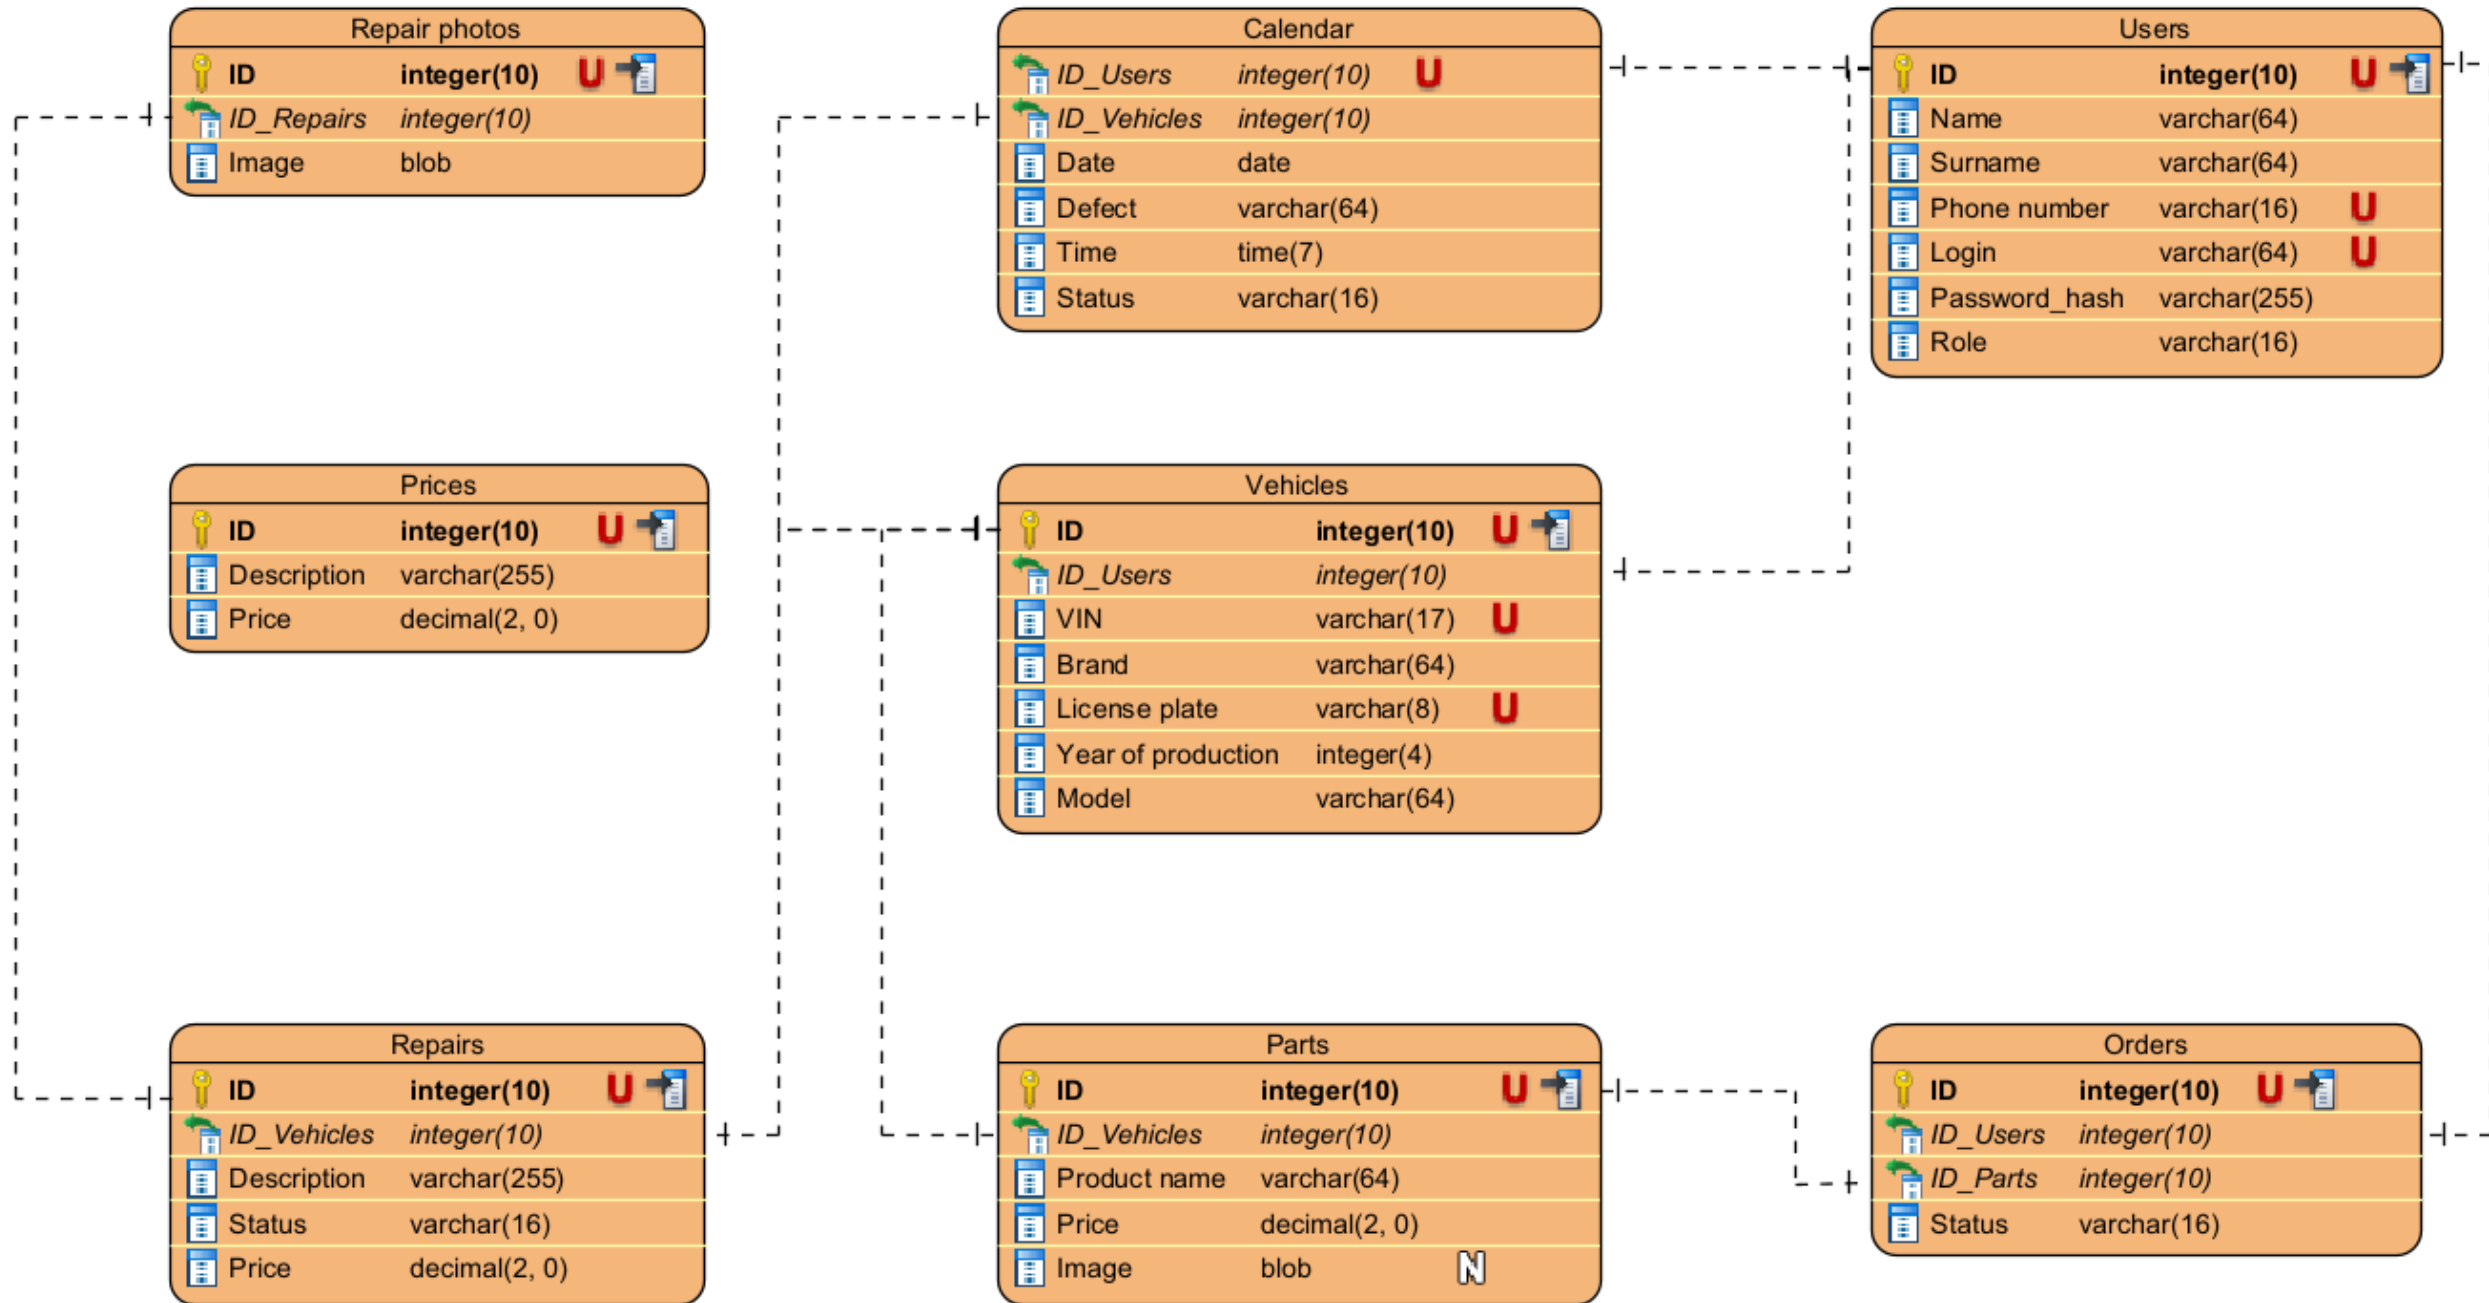 Repair photos
ID integer(10) U
ID_Repairs integer(10)
Image blob
Calendar
ID_Users integer(10) U
ID_Vehicles integer(10)
Date date
Defect varchar(64)
Time time(7)
Status varchar(16)
Users
ID integer(10) U
Name varchar(64)
Surname varchar(64)
Phone number varchar(16) U
Login varchar(64) U
Password_hash varchar(255)
Role varchar(16)
Prices
ID integer(10) U
Description varchar(255)
Price decimal(2, 0)
Vehicles
ID integer(10) U
ID_Users integer(10)
VIN varchar(17) U
Brand varchar(64)
License plate varchar(8) U
Year of production integer(4)
Model varchar(64)
Repairs
ID integer(10) U
ID_Vehicles integer(10)
Description varchar(255)
Status varchar(16)
Price decimal(2, 0)
Parts
ID integer(10) U
ID_Vehicles integer(10)
Product name varchar(64)
Price decimal(2, 0)
Image blob N
Orders
ID integer(10) U
ID_Users integer(10)
ID_Parts integer(10)
Status varchar(16)